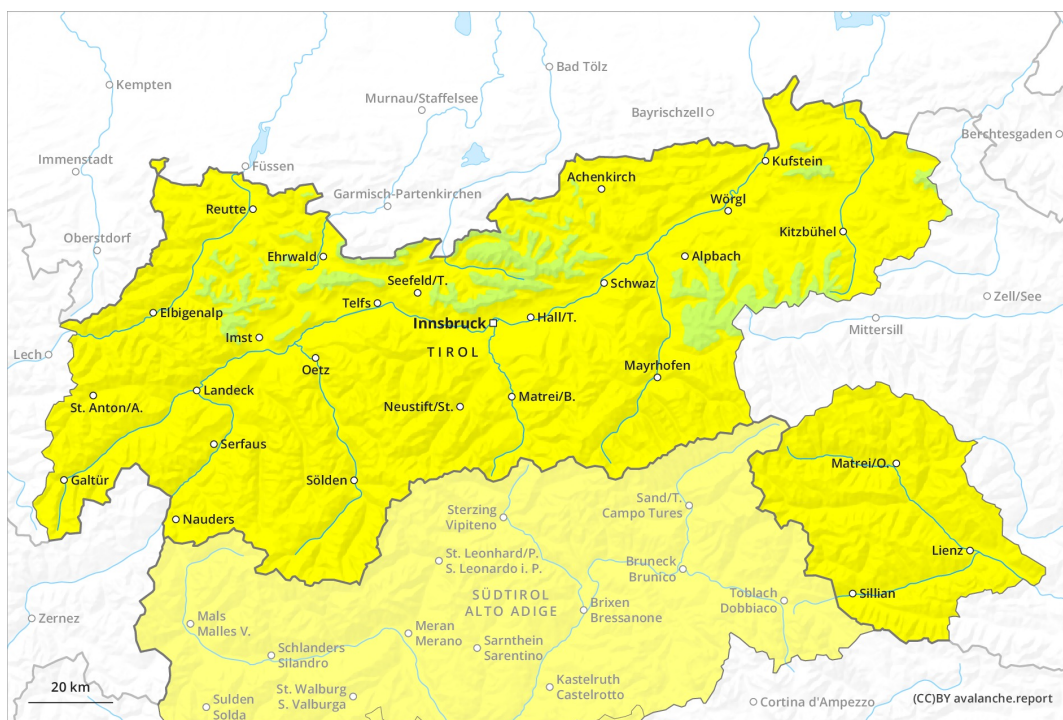 Kempten
Bad Tölz
Murnau/Staffelsee
Bayrischzell
Berchtesgaden
Immenstadt
Füssen
Kufstein
Achenkirch
Garmisch-Partenkirchen
Wörgl
Reutte
Oberstdorf
Kitzbühel
Ehrwald
Alpbach
Seefeld/T.
Schwaz
Zell/See
Telfs
Elbigenalp
Hall/T.
Innsbruck
Mittersill
Imst
Lech
TIROL
Oetz
Mayrhofen
Landeck
Matrei/B.
St. Anton/A.
Neustift/St.
Serfaus
Matrei/O.
Galtür
Sölden
Sand/T.
Campo Tures
Sterzing
Vipiteno
Nauders
Lienz
St. Leonhard/P.
S. Leonardo i. P.
Bruneck
Brunico
Sillian
SÜDTIROL
ALTO ADIGE
Toblach
Dobbiaco
Brixen
Bressanone
Zernez
Mals
Malles V.
Meran
Merano
Schlanders
Silandro
Sarnthein
Sarentino
20 km
Kastelruth
Castelrotto
St. Walburg
S. Valburga
Sulden
Solda
Cortina d'Ampezzo
(CC)BY avalanche.report